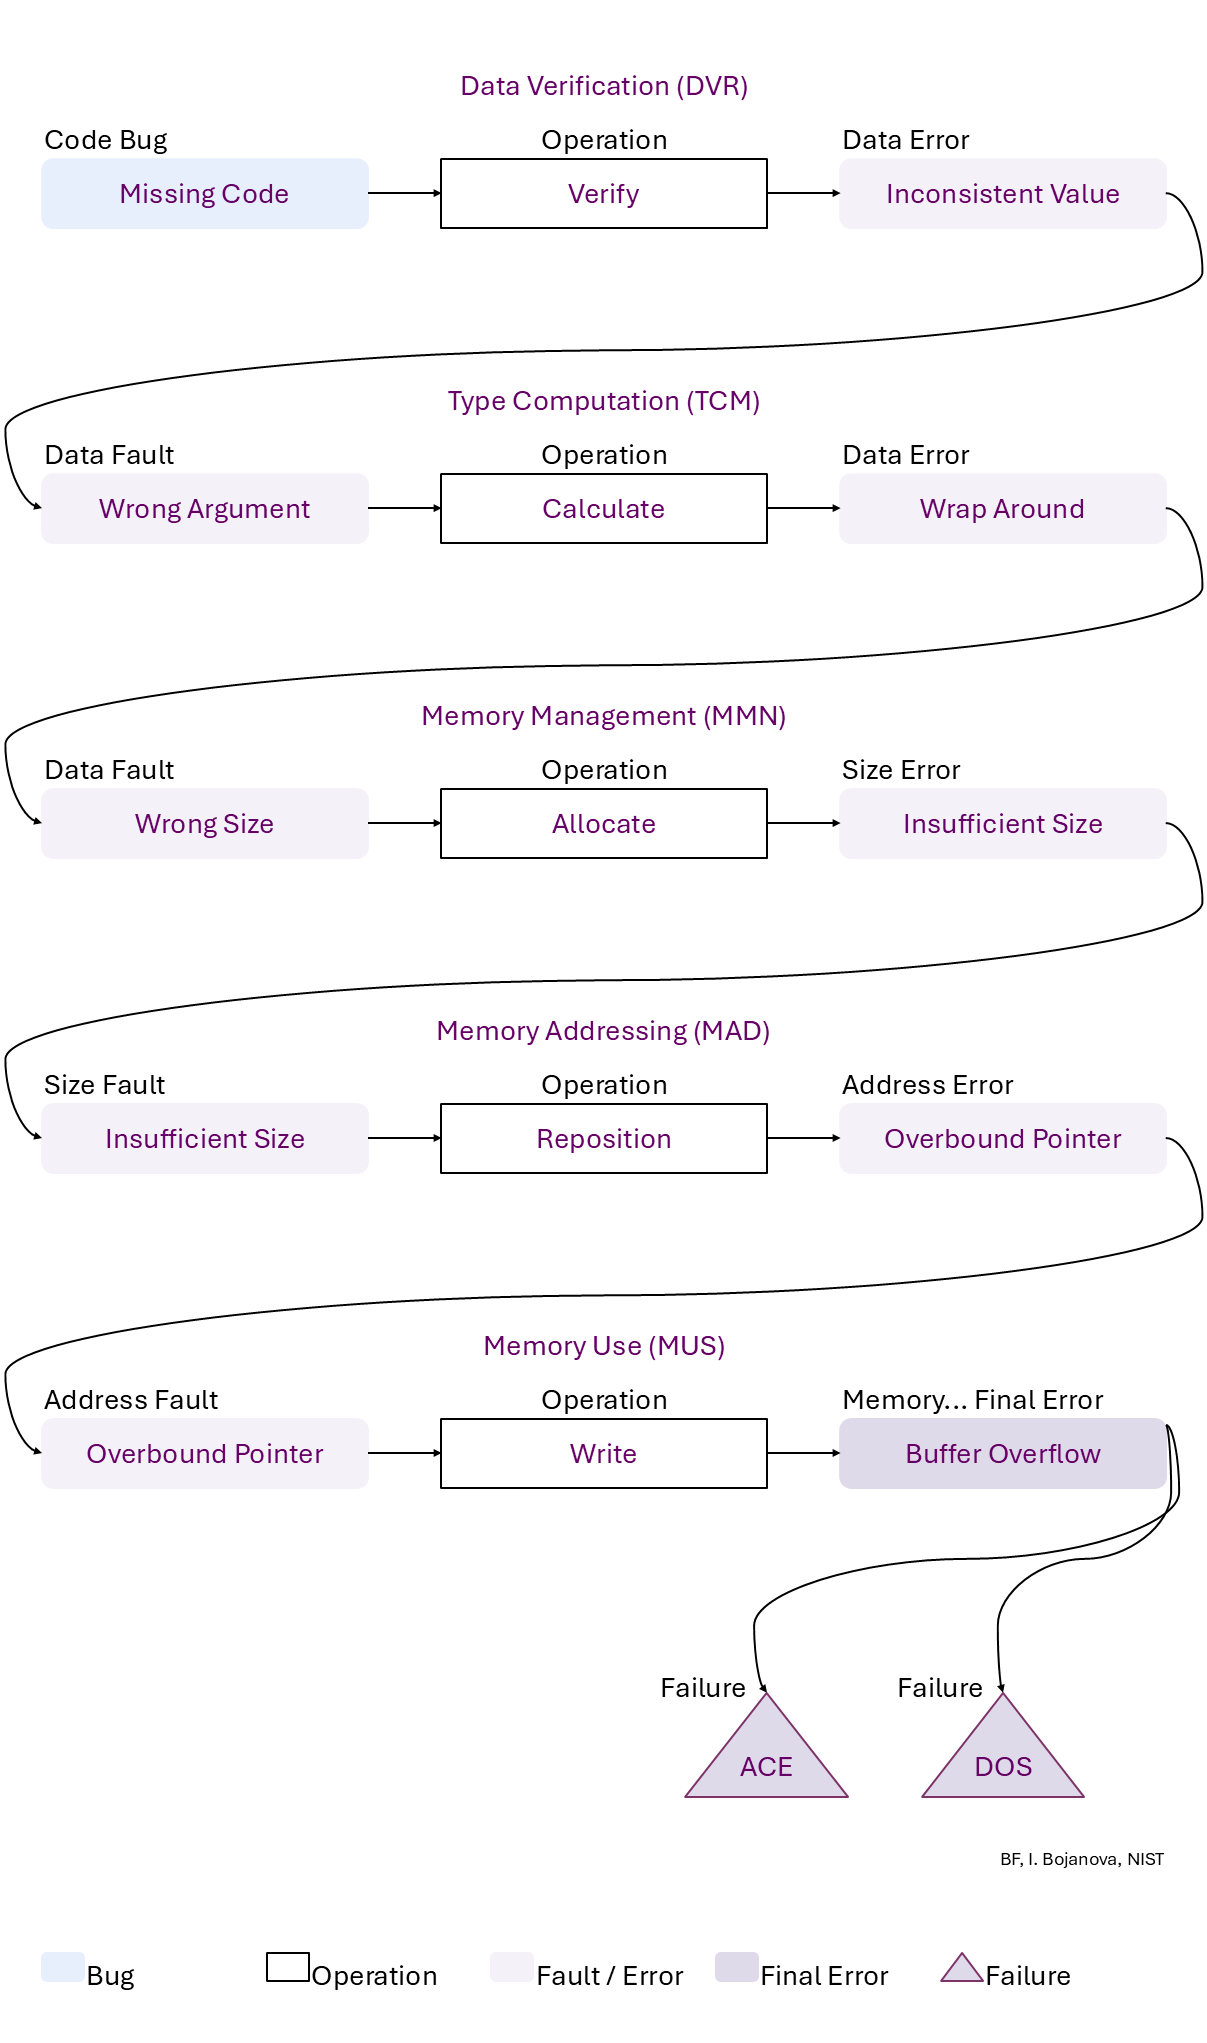 Data Verification (DVR)
Code Bug Operation Data Error
Missing Code Verify Inconsistent Value
Type Computation (TCM)
Data Fault Operation Data Error
Wrong Argument Calculate Wrap Around
Memory Management (MMN)
Data Fault Operation Size Error
Wrong Size Allocate Insufficient Size
Memory Addressing (MAD)
Size Fault Operation Address Error
Insufficient Size Reposition Overbound Pointer
Memory Use (MUS)
Address Fault Operation Memory... Final Error
Overbound Pointer Write Buffer Overflow
Failure Failure
ACE DOS
BF, I. Bojanova, NIST
Bug Operation Fault / Error Final Error Failure